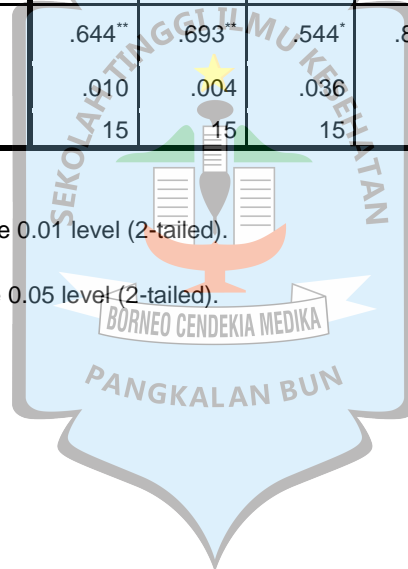 .644** .693** .544* .8
.010 .004 .036
15 15 15
SEKOLAH TINGGI ILMU KESEHATAN
e 0.01 level (2-tailed).
0.05 level (2-tailed).
BORNEO CENDEKIA MEDIKA
PANGKALAN BUN